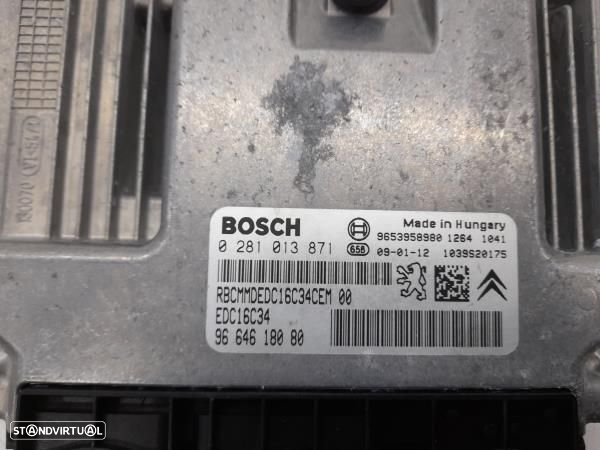 BOSCH
0 281 013 871
658
Made in Hungary
9653958980 1264 1041
09-01-12 1039S20175
RBCMMDEDC16C34CEM 00
EDC16C34
96 646 180 80
STANDVIRTUAL